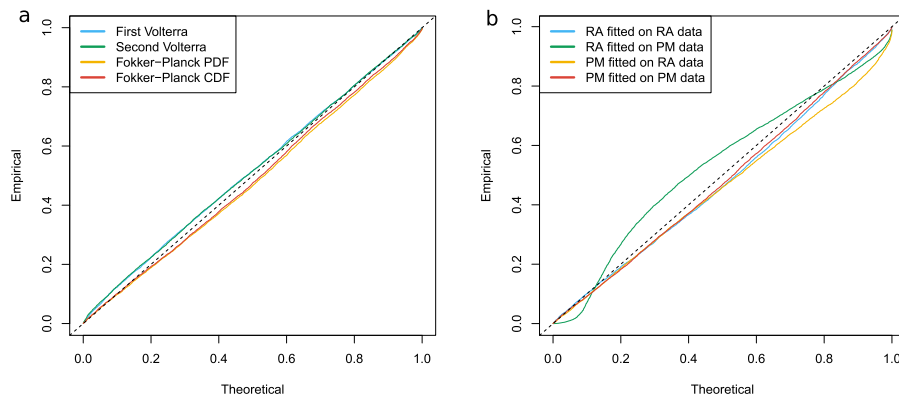 a
First Volterra
Second Volterra
Fokker−Planck PDF
Fokker−Planck CDF
Empirical
0.0 0.2 0.4 0.6 0.8 1.0
0.0 0.2 0.4 0.6 0.8 1.0
Theoretical
b
RA fitted on RA data
RA fitted on PM data
PM fitted on RA data
PM fitted on PM data
Empirical
0.0 0.2 0.4 0.6 0.8 1.0
0.0 0.2 0.4 0.6 0.8 1.0
Theoretical